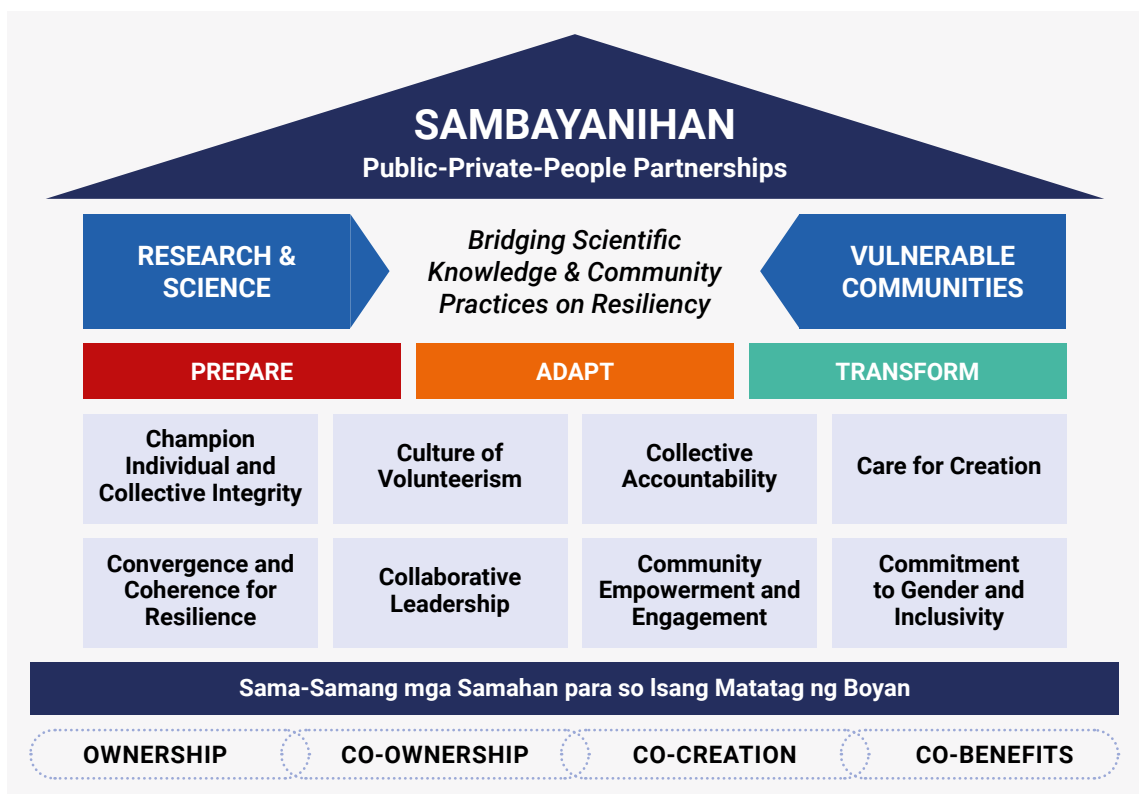 SAMBAYANIHAN
Public-Private-People Partnerships
RESEARCH &
SCIENCE
Bridging Scientific
Knowledge & Community
Practices on Resiliency
VULNERABLE
COMMUNITIES
PREPARE
ADAPT
TRANSFORM
Champion
Individual and
Collective Integrity
Culture of
Volunteerism
Collective
Accountability
Care for Creation
Convergence and
Coherence for
Resilience
Collaborative
Leadership
Community
Empowerment and
Engagement
Commitment
to Gender and
Inclusivity
Sama-Samang mga Samahan para so Isang Matatag ng Boyan
OWNERSHIP
CO-OWNERSHIP
CO-CREATION
CO-BENEFITS